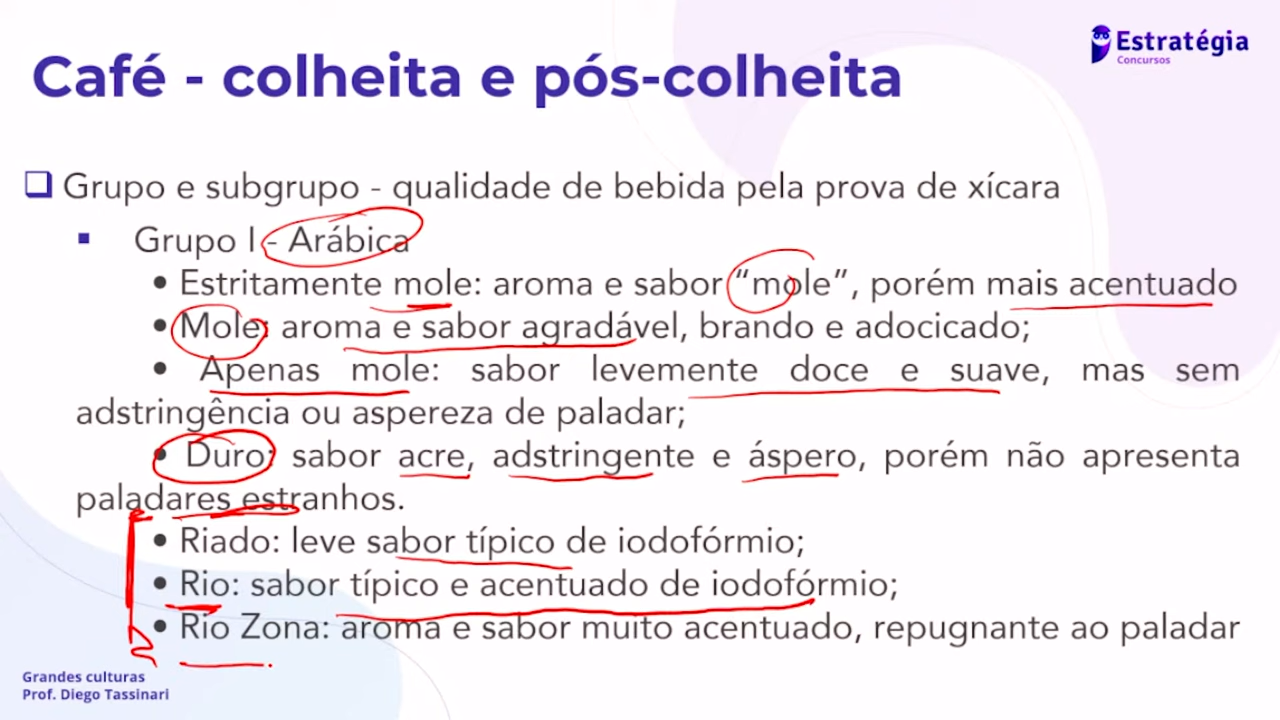 Estratégia
Concursos
Café - colheita e pós-colheita
Grupo e subgrupo - qualidade de bebida pela prova de xícara
Grupo I - Arábica
• Estritamente mole: aroma e sabor “mole”, porém mais acentuado
• Mole: aroma e sabor agradável, brando e adocicado;
• Apenas mole: sabor levemente doce e suave, mas sem
adstringência ou aspereza de paladar;
• Duro: sabor acre, adstringente e áspero, porém não apresenta
paladares estranhos.
• Riado: leve sabor típico de iodofórmio;
• Rio: sabor típico e acentuado de iodofórmio;
• Rio Zona: aroma e sabor muito acentuado, repugnante ao paladar
Grandes culturas
Prof. Diego Tassinari